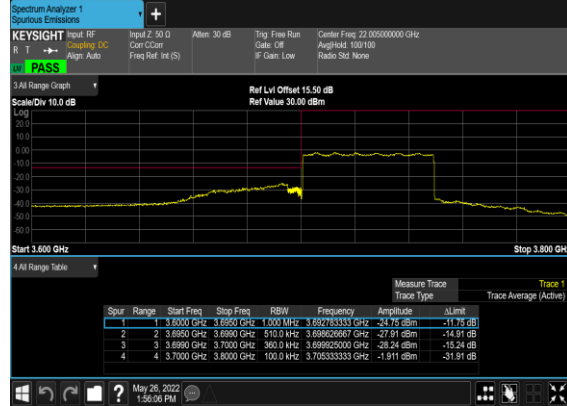 Spectrum Analyzer 1
Spurious Emissions
+
KEYSIGHT Input: RF Input Z: 50 Ω Atten: 30 dB Trig: Free Run Center Freq: 22.005000000 GHz
R T Coupling: DC Corr CCorr Gate: Off Avg|Hold: 100/100
Align: Auto Freq Ref: Int (S) IF Gain: Low Radio Std: None
PASS
3 All Range Graph
Ref Lvl Offset 15.50 dB
Scale/Div 10.0 dB Ref Value 30.00 dBm
Log
20.0
10.0
0.00
-10.0
-20.0
-30.0
-40.0
-50.0
-60.0
Start 3.600 GHz Stop 3.800 GHz
4 All Range Table
Measure Trace Trace 1
Trace Type Trace Average (Active)
Spur Range Start Freq Stop Freq RBW Frequency Amplitude ΔLimit
1 1 3.6000 GHz 3.6950 GHz 1.000 MHz 3.692783333 GHz -24.75 dBm -11.75 dB
2 2 3.6950 GHz 3.6990 GHz 510.0 kHz 3.698626667 GHz -27.91 dBm -14.91 dB
3 3 3.6990 GHz 3.7000 GHz 360.0 kHz 3.699925000 GHz -28.24 dBm -15.24 dB
4 4 3.7000 GHz 3.8000 GHz 100.0 kHz 3.705333333 GHz -1.911 dBm -31.91 dB
? May 26, 2022
1:56:06 PM